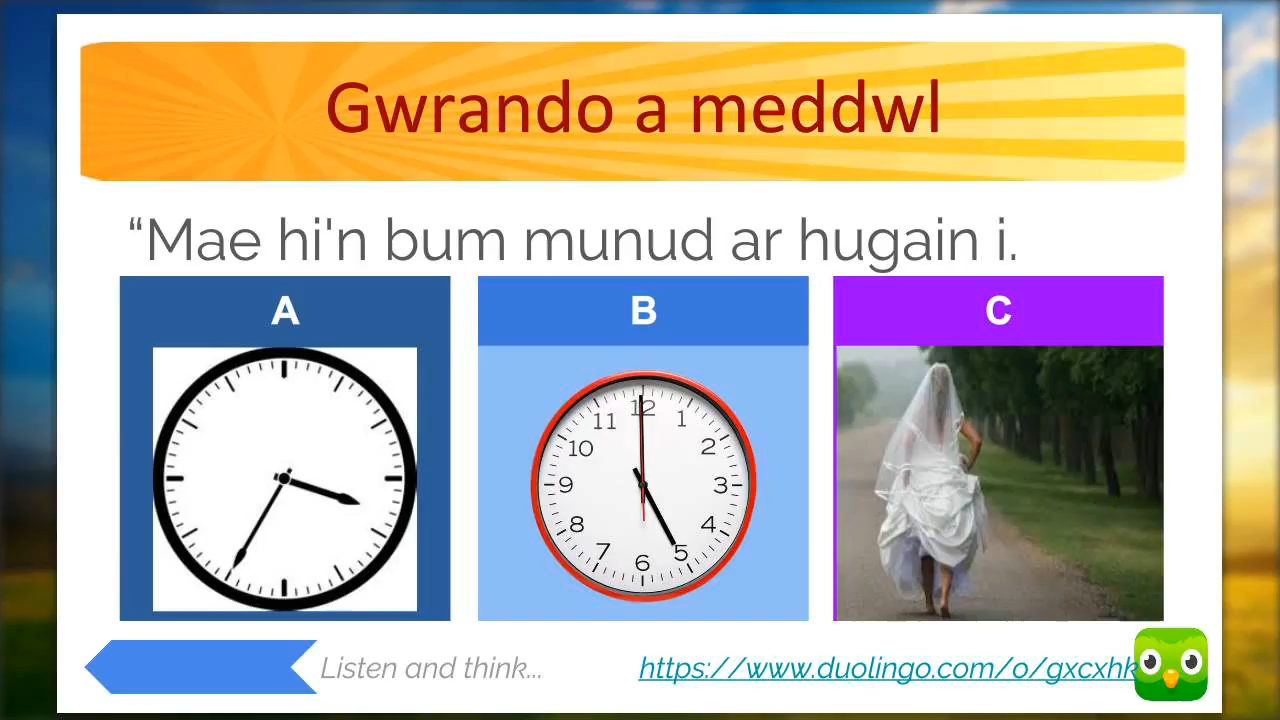 Gwrando a meddwl
“Mae hi'n bum munud ar hugain i.
A
B
C
12
11
1
10
2
9
3
8
4
7
5
6
Listen and think...
https://www.duolingo.com/o/gxcxhk